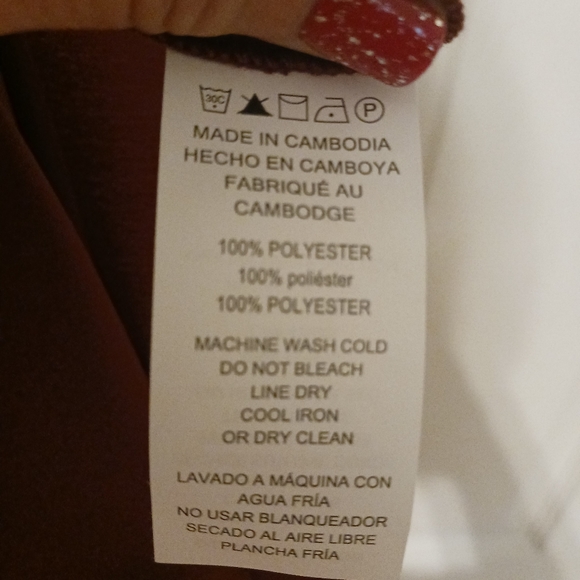 30C P
MADE IN CAMBODIA
HECHO EN CAMBOYA
FABRIQUÉ AU
CAMBODGE
100% POLYESTER
100% poliéster
100% POLYESTER
MACHINE WASH COLD
DO NOT BLEACH
LINE DRY
COOL IRON
OR DRY CLEAN
LAVADO A MÁQUINA CON
AGUA FRÍA
NO USAR BLANQUEADOR
SECADO AL AIRE LIBRE
PLANCHA FRÍA